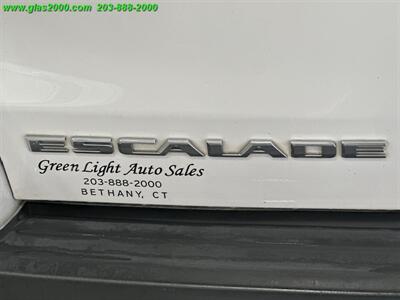 www.glas2000.com 203-888-2000
ESCALADE
Green Light Auto Sales
203-888-2000
BETHANY, CT